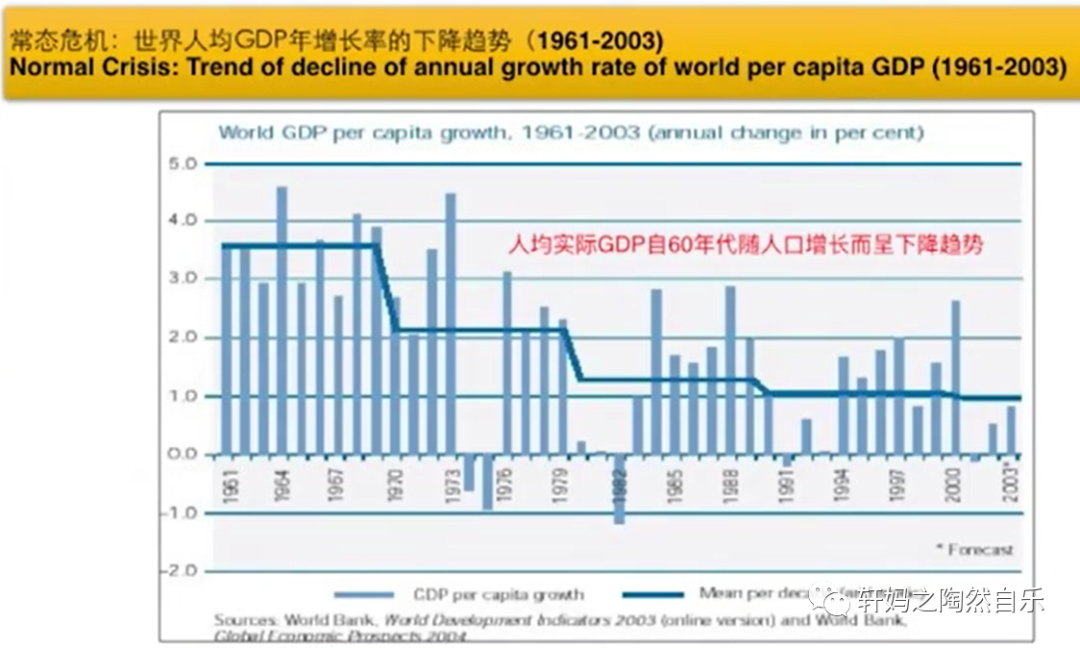 常态危机：世界人均GDP年增长率的下降趋势（1961-2003)
Normal Crisis: Trend of decline of annual growth rate of world per capita GDP (1961-2003)
World GDP per capita growth, 1961-2003 (annual change in per cent)
5.0
4.0
人均实际GDP自60年代随人口增长而呈下降趋势
3.0
2.0
1.0
0.0
1961 1964 1967 1970 1973 1976 1979 1982 1985 1988 1991 1994 1997 2000 2003*
-1.0
* Forecast
-2.0
GDP per capita growth Mean per
轩妈之陶然自乐
Sources: World Bank, World Development Indicators 2003 (online version) and World Bank,
Global Economic Prospects 2004